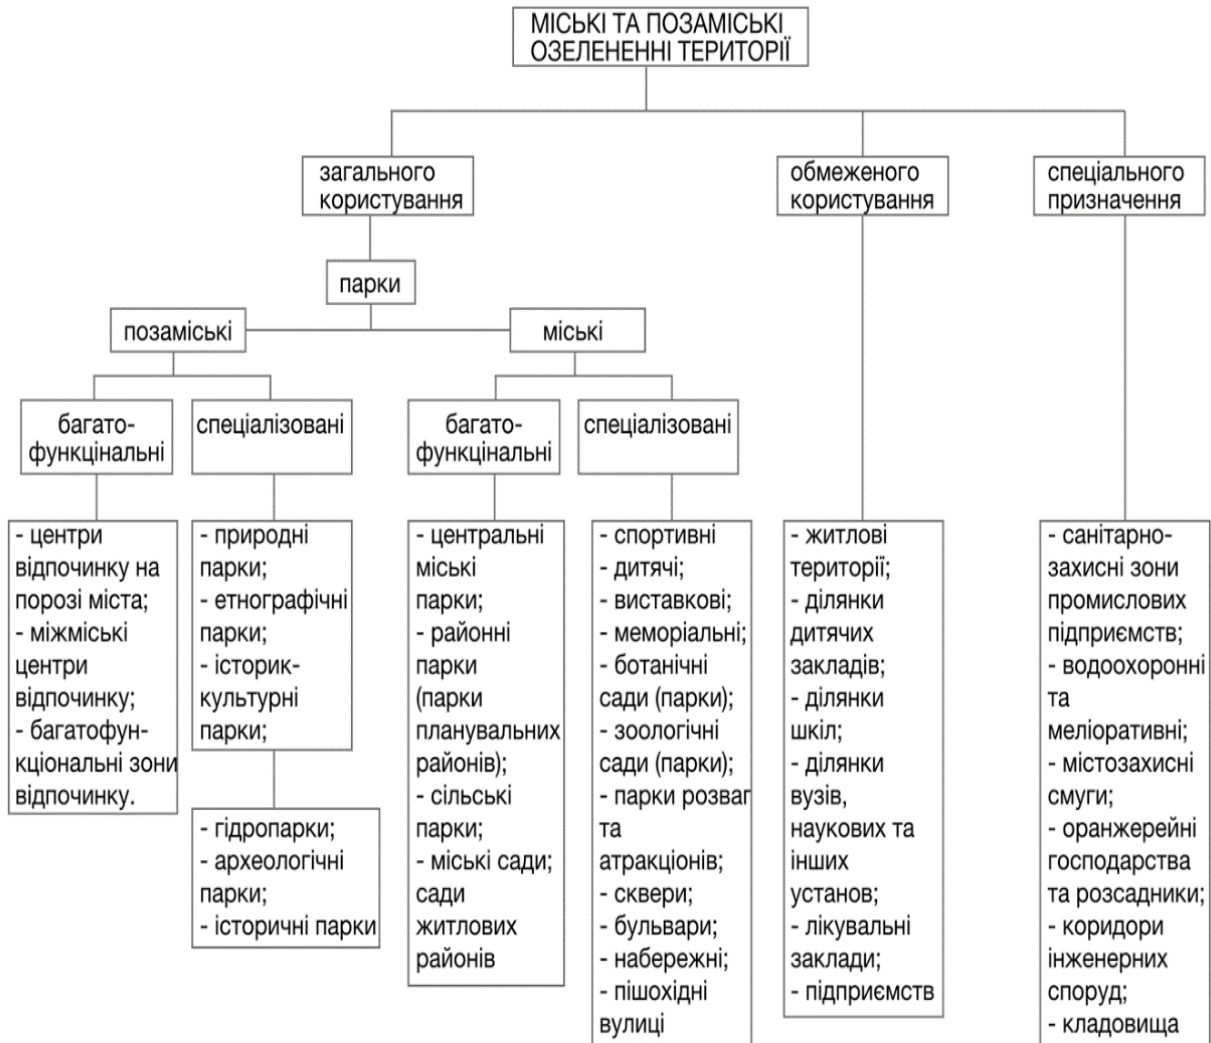 МІСЬКІ ТА ПОЗАМІСЬКІ
ОЗЕЛЕНЕННІ ТЕРИТОРІЇ
загального
користування
обмеженого
користування
спеціального
призначення
парки
позаміські
міські
багато-
функцінальні
спеціалізовані
багато-
функцінальні
спеціалізовані
- центри
відпочинку на
порозі міста;
- міжміські
центри
відпочинку;
- багатофун-
кціональні зони
відпочинку.
- природні
парки;
- етнографічні
парки;
- історик-
культурні
парки;
- гідропарки;
- археологічні
парки;
- історичні парки
- центральні
міські
парки;
- районні
парки
(парки
планувальних
районів);
- сільські
парки;
- міські сади;
сади
житлових
районів
- спортивні
- дитячі;
- виставкові;
- меморіальні;
- ботанічні
сади (парки);
- зоологічні
сади (парки);
- парки розваг
та
атракціонів;
- сквери;
- бульвари;
- набережні;
- пішохідні
вулиці
- житлові
території;
- ділянки
дитячих
закладів;
- ділянки
шкіл;
- ділянки
вузів,
наукових та
інших
установ;
- лікувальні
заклади;
- підприємств
- санітарно-
захисні зони
промислових
підприємств;
- водоохоронні
та
меліоративні;
- містозахисні
смуги;
- оранжерейні
господарства
та розсадники;
- коридори
інженерних
споруд;
- кладовища